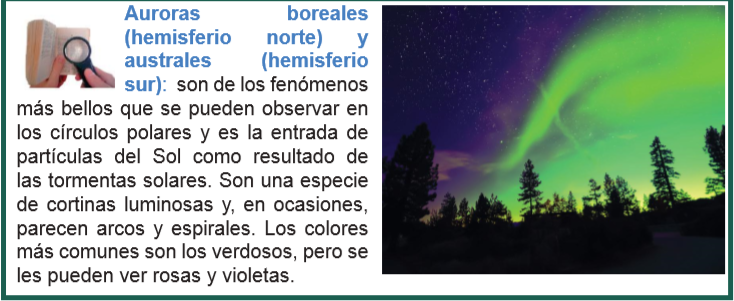 Auroras boreales
(hemisferio norte) y
australes (hemisferio
sur): son de los fenómenos
más bellos que se pueden observar en
los círculos polares y es la entrada de
partículas del Sol como resultado de
las tormentas solares. Son una especie
de cortinas luminosas y, en ocasiones,
parecen arcos y espirales. Los colores
más comunes son los verdosos, pero se
les pueden ver rosas y violetas.